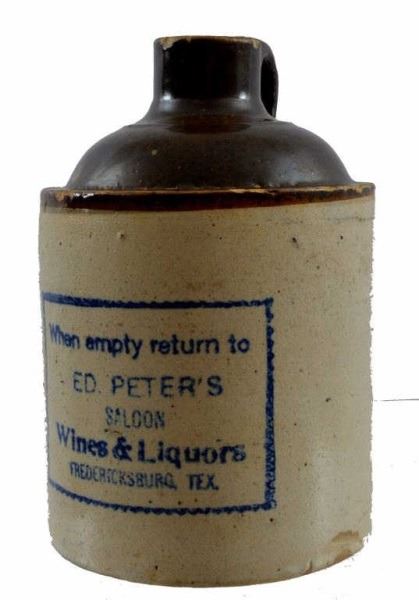 When empty return to
ED. PETER'S
SALOON
Wines & Liquors
FREDERICKSBURG, TEX.